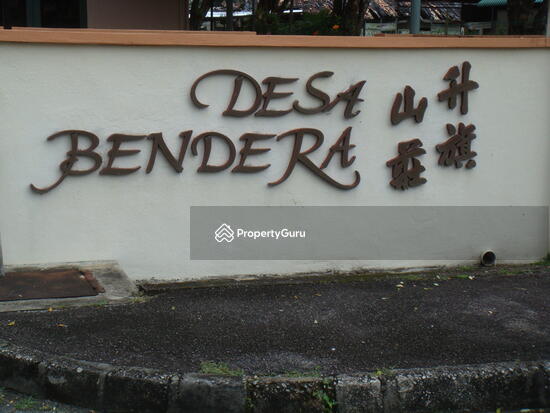 DESA
BENDERA
升旗
山莊
PropertyGuru